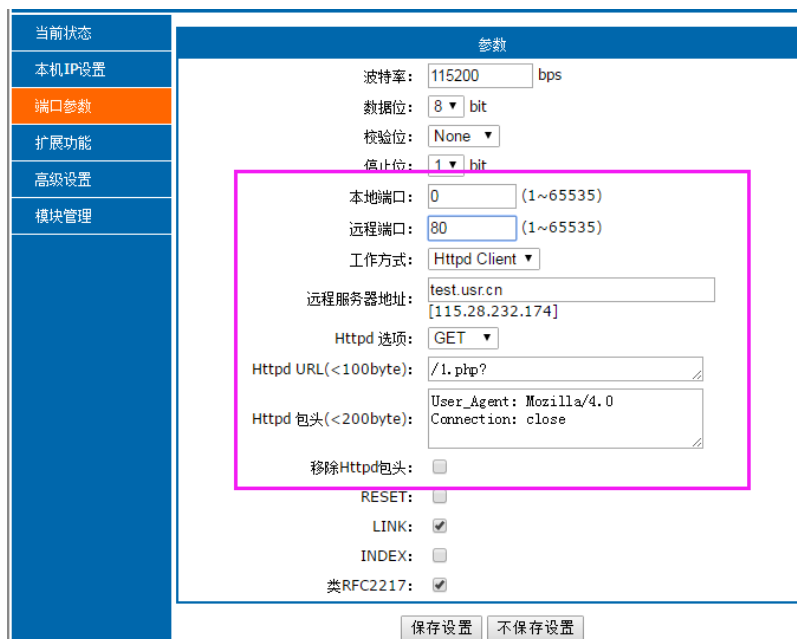 当前状态
本机IP设置
端口参数
扩展功能
高级设置
模块管理
参数
波特率： 115200 bps
数据位： 8 bit
校验位： None
停止位： 1 bit
本地端口： 0 (1~65535)
远程端口： 80 (1~65535)
工作方式： Httpd Client
远程服务器地址： test.usr.cn
[115.28.232.174]
Httpd 选项： GET
Httpd URL(<100byte)： /1.php?
Httpd 包头(<200byte)： User_Agent: Mozilla/4.0
Connection: close
移除Httpd包头：
RESET:
LINK:
INDEX:
类RFC2217:
保存设置 不保存设置